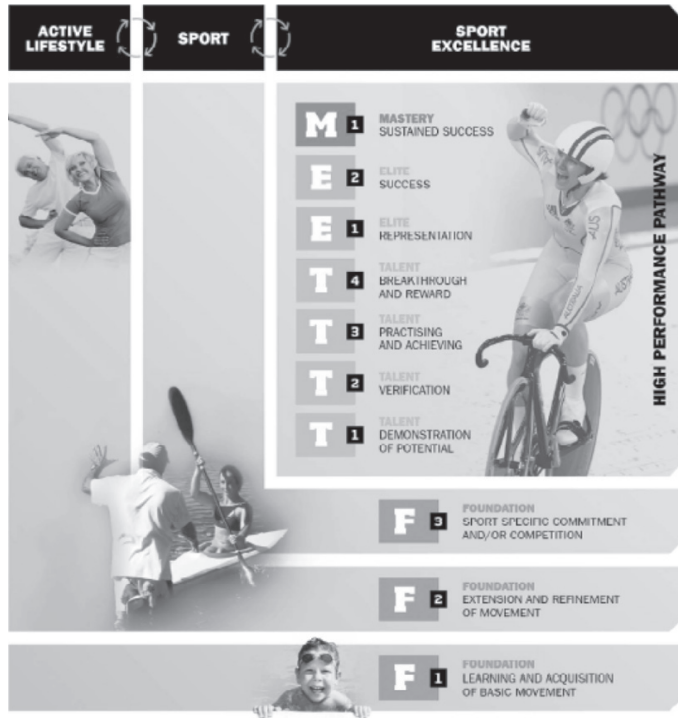 ACTIVE
LIFESTYLE
SPORT
SPORT
EXCELLENCE
M 1 MASTERY
SUSTAINED SUCCESS
E 2 ELITE
SUCCESS
E 1 ELITE
REPRESENTATION
T 4 TALENT
BREAKTHROUGH
AND REWARD
T 3 TALENT
PRACTISING
AND ACHIEVING
T 2 TALENT
VERIFICATION
T 1 TALENT
DEMONSTRATION
OF POTENTIAL
HIGH PERFORMANCE PATHWAY
AUS
AUSTRALIA
F 3 FOUNDATION
SPORT SPECIFIC COMMITMENT
AND/OR COMPETITION
F 2 FOUNDATION
EXTENSION AND REFINEMENT
OF MOVEMENT
F 1 FOUNDATION
LEARNING AND ACQUISITION
OF BASIC MOVEMENT